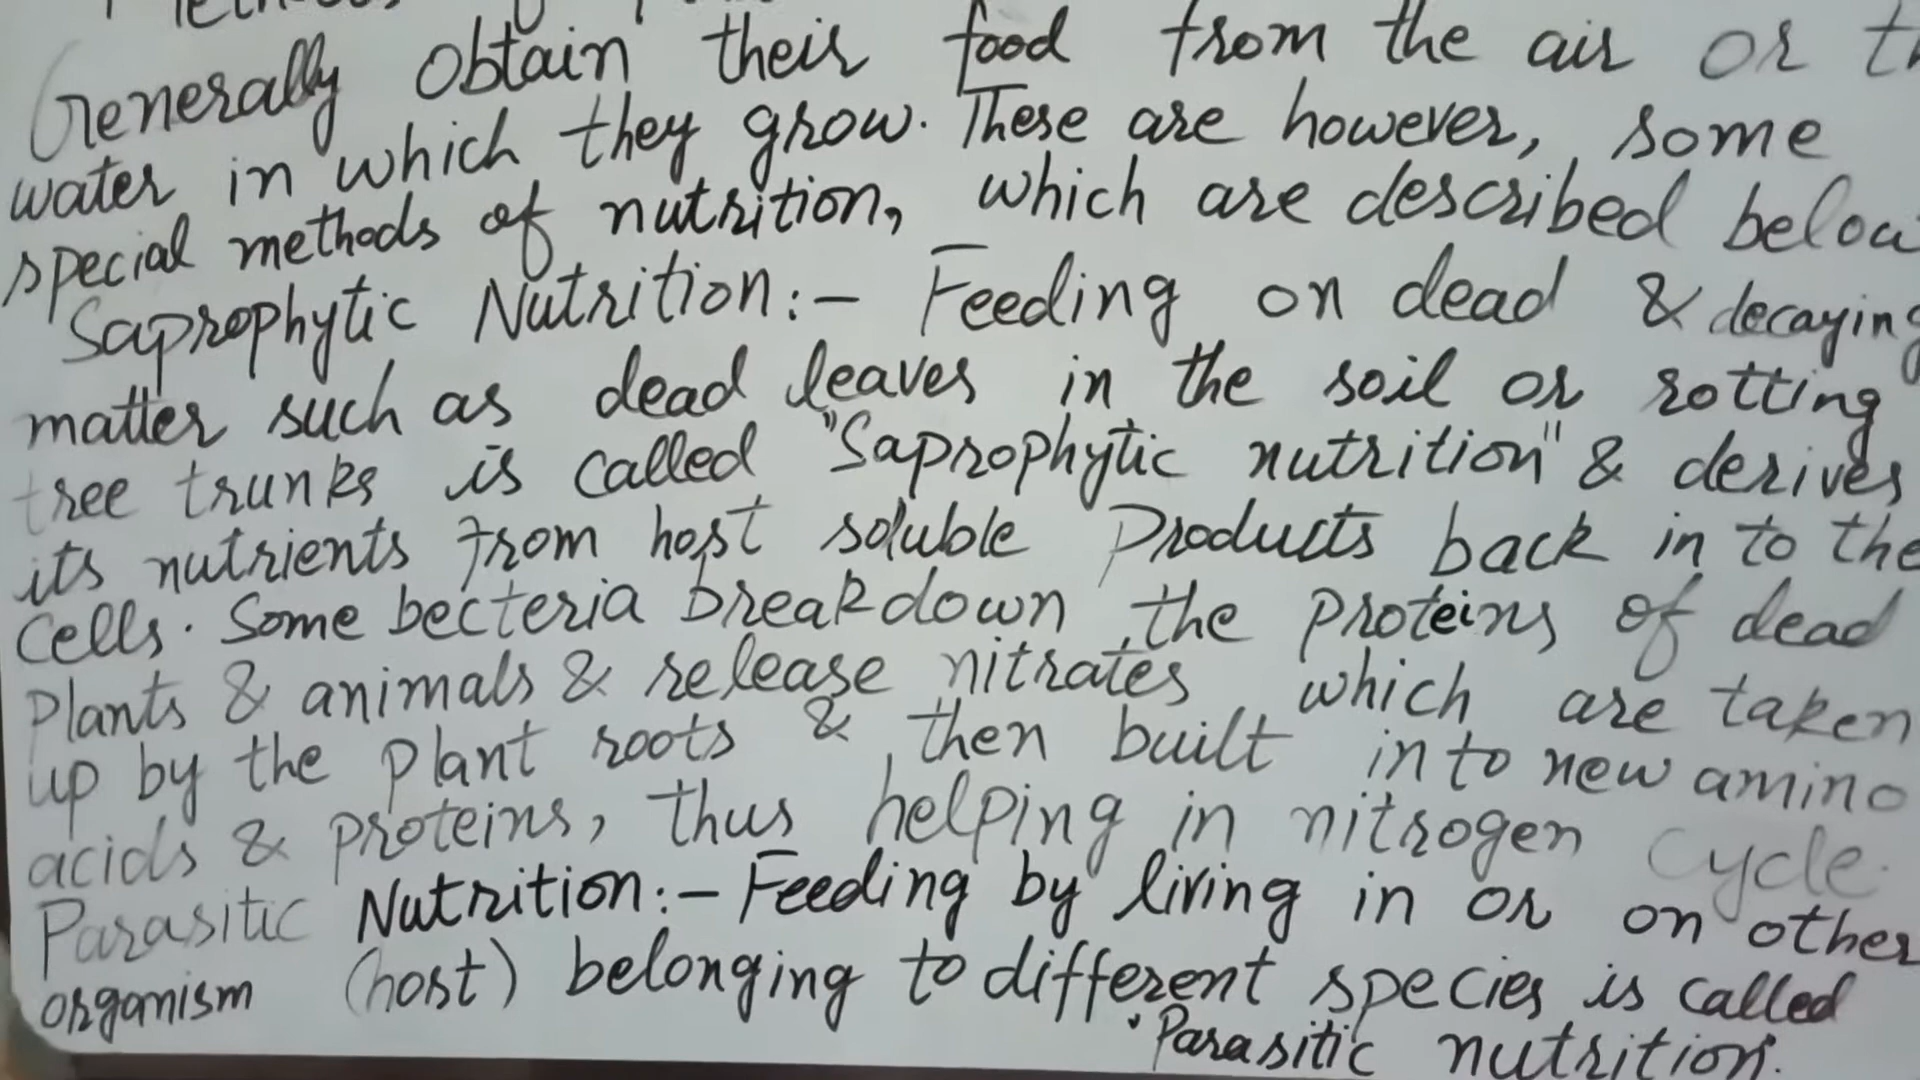 Generally obtain their food from the air or
water in which they grow. These are however, some
special methods of nutrition, which are described below
Saprophytic Nutrition:- Feeding on dead & decaying
matter such as dead leaves in the soil or rotting
tree trunks is called "Saprophytic nutrition" & derives
its nutrients from host soluble Products back in to the
Cells. Some becteria breakdown the proteins of dead
Plants & animals & release nitrates which are taken
up by the plant roots & then built in to new amino
acids & proteins, thus helping in nitrogen Cycle.
Parasitic Nutrition:- Feeding by living in or on other
organism (host) belonging to different species is called
Parasitic nutrition.